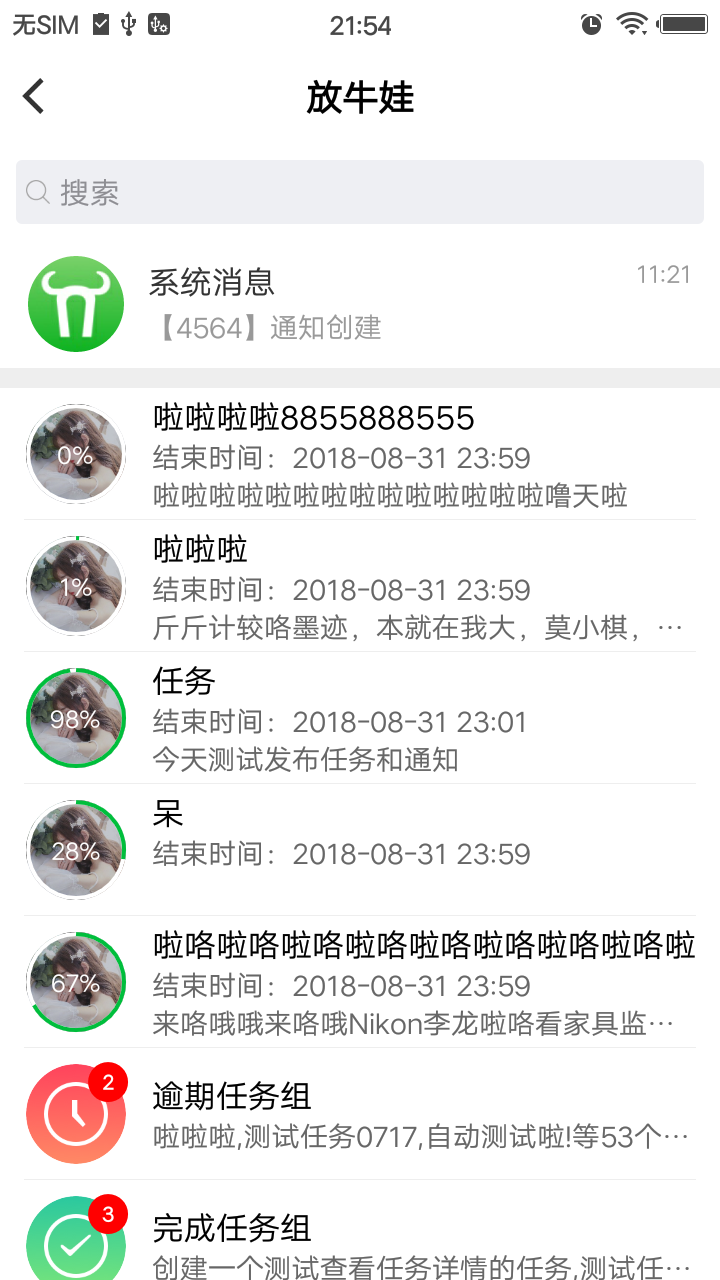 无SIM 21:54
放牛娃
搜索
系统消息 11:21
【4564】通知创建
啦啦啦啦8855888555
0%
结束时间：2018-08-31 23:59
啦啦啦啦啦啦啦啦啦啦啦啦啦啦噜天啦
啦啦啦
1%
结束时间：2018-08-31 23:59
斤斤计较咯墨迹，本就在我大，莫小棋，…
任务
98%
结束时间：2018-08-31 23:01
今天测试发布任务和通知
呆
28%
结束时间：2018-08-31 23:59
啦咯啦咯啦咯啦咯啦咯啦咯啦咯啦咯啦
67%
结束时间：2018-08-31 23:59
来咯哦哦来咯哦Nikon李龙啦咯看家具监…
2
逾期任务组
啦啦啦,测试任务0717,自动测试啦!等53个…
3
完成任务组
创建一个测试查看任务详情的任务,测试任…